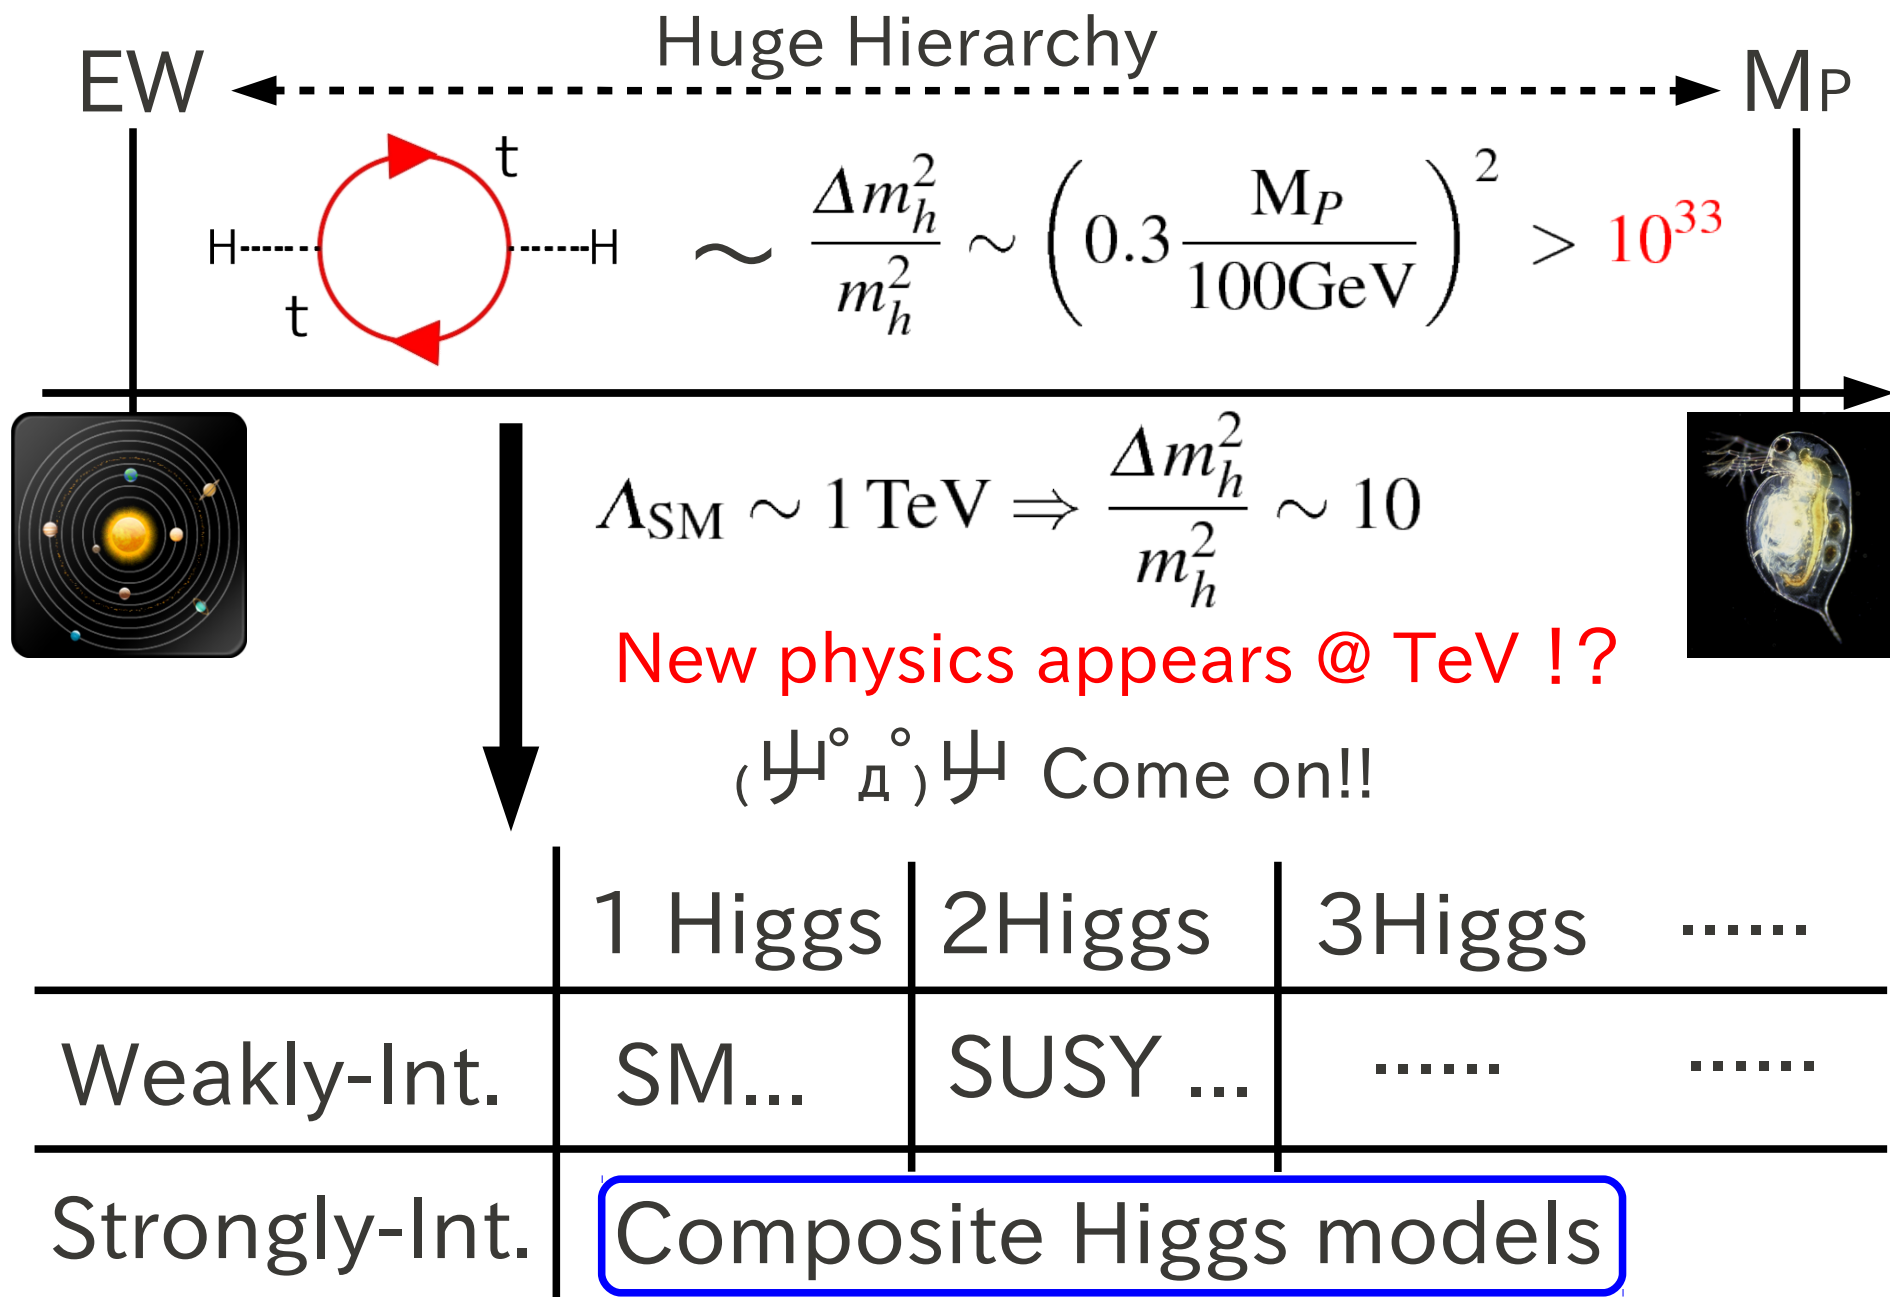 Huge Hierarchy
EW
MP
t
H
H
t
∼ Δm_h^2 / m_h^2 ∼ (0.3 M_P / 100GeV)^2 > 10^33
Λ_SM ∼ 1 TeV ⇒ Δm_h^2 / m_h^2 ∼ 10
New physics appears @ TeV !?
(屮゚Д゚)屮 Come on!!
1 Higgs 2Higgs 3Higgs ......
Weakly-Int. SM... SUSY ... ...... ......
Strongly-Int. Composite Higgs models